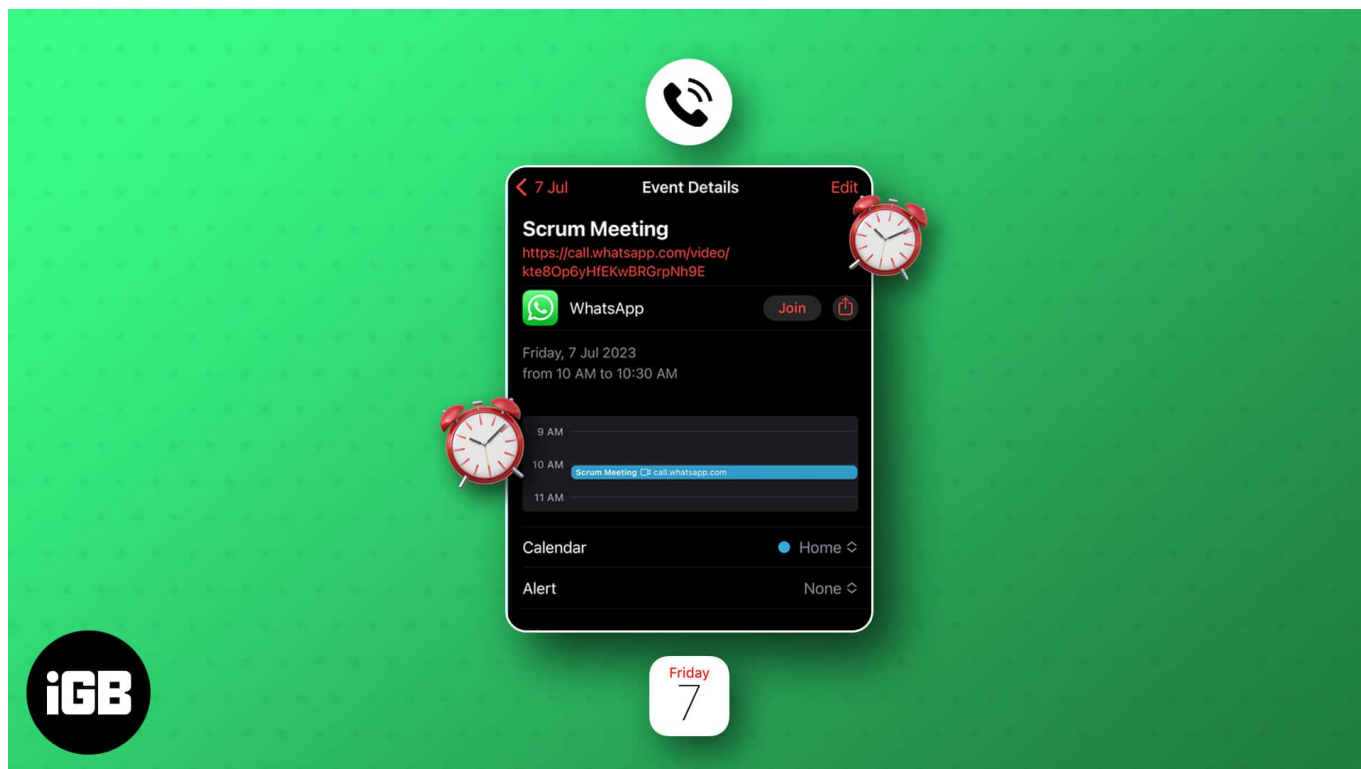 7 Jul Event Details Edit
Scrum Meeting
https://call.whatsapp.com/video/
kte8Op6yHfEKwBRGrpNh9E
WhatsApp Join
Friday, 7 Jul 2023
from 10 AM to 10:30 AM
9 AM
10 AM Scrum Meeting call.whatsapp.com
11 AM
Calendar Home
Alert None
iGB
Friday
7